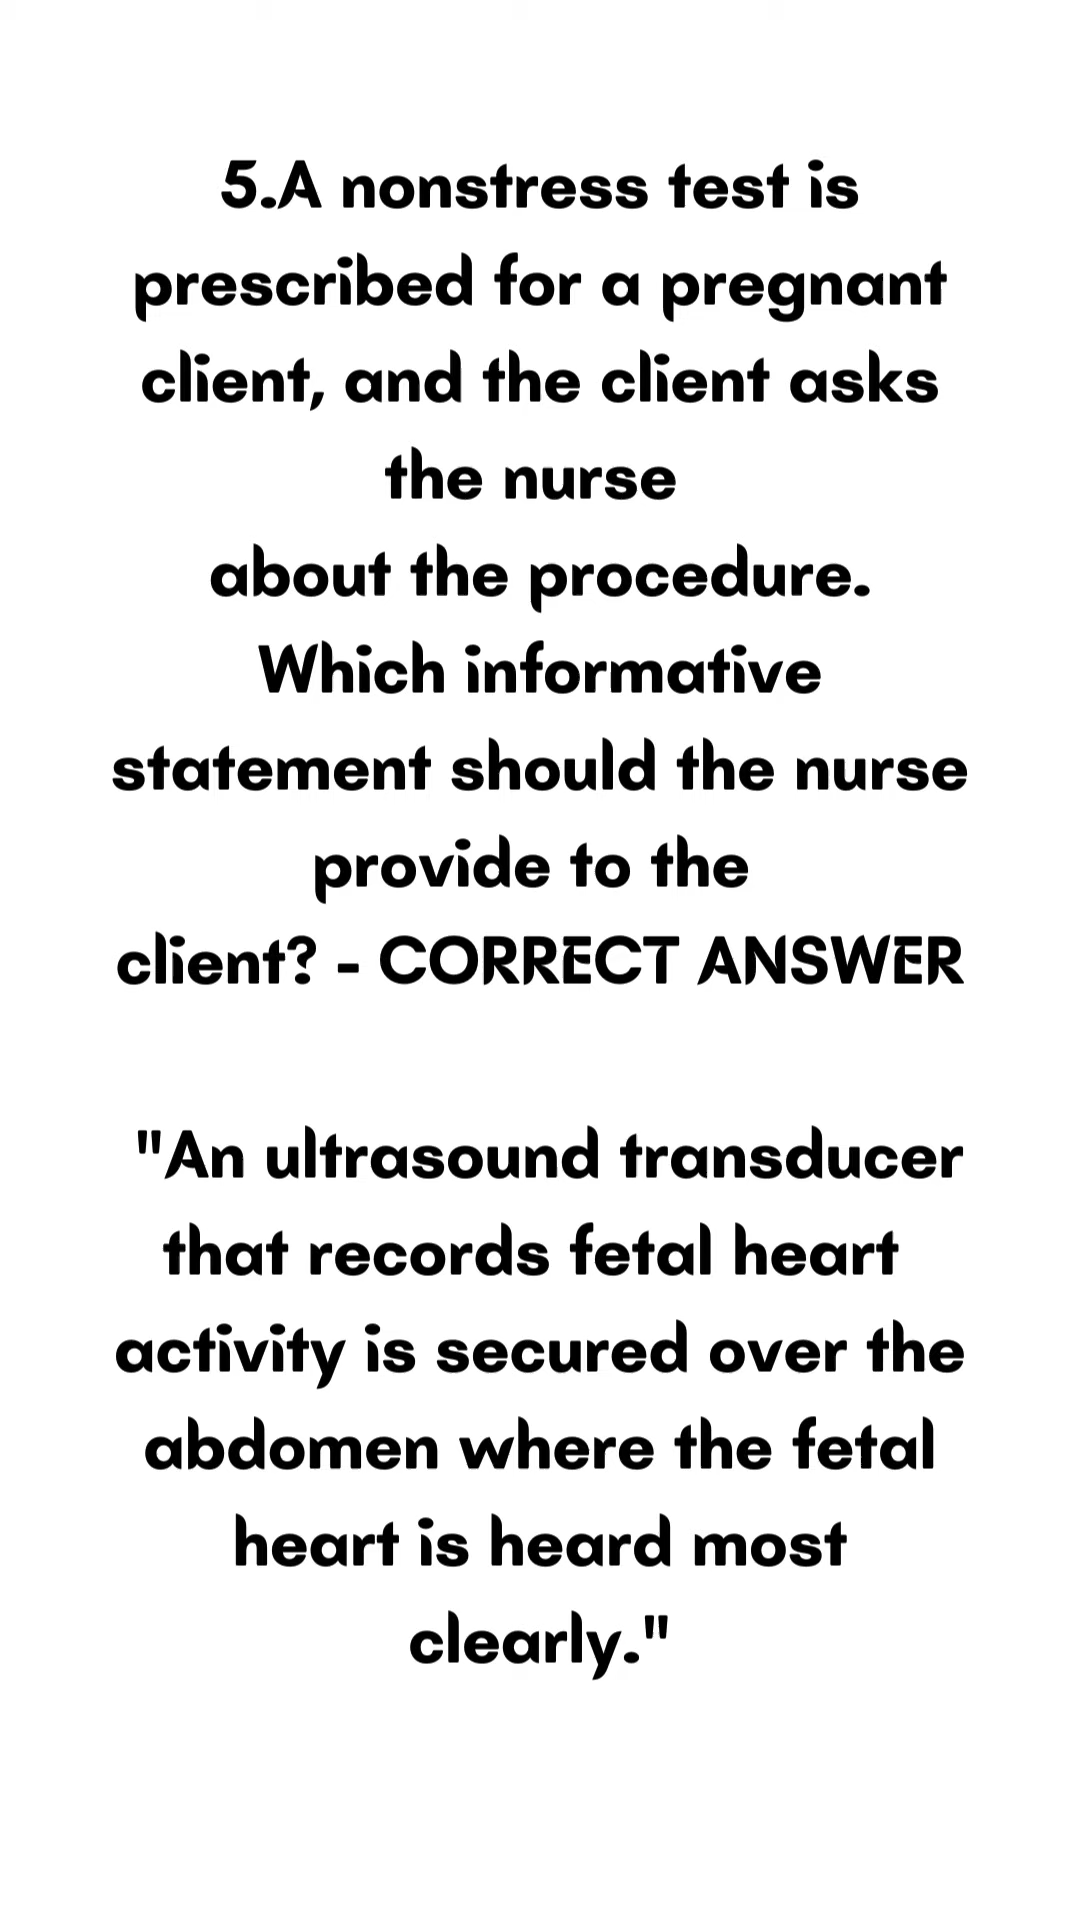 5.A nonstress test is
prescribed for a pregnant
client, and the client asks
the nurse
about the procedure.
Which informative
statement should the nurse
provide to the
client? - CORRECT ANSWER
"An ultrasound transducer
that records fetal heart
activity is secured over the
abdomen where the fetal
heart is heard most
clearly."